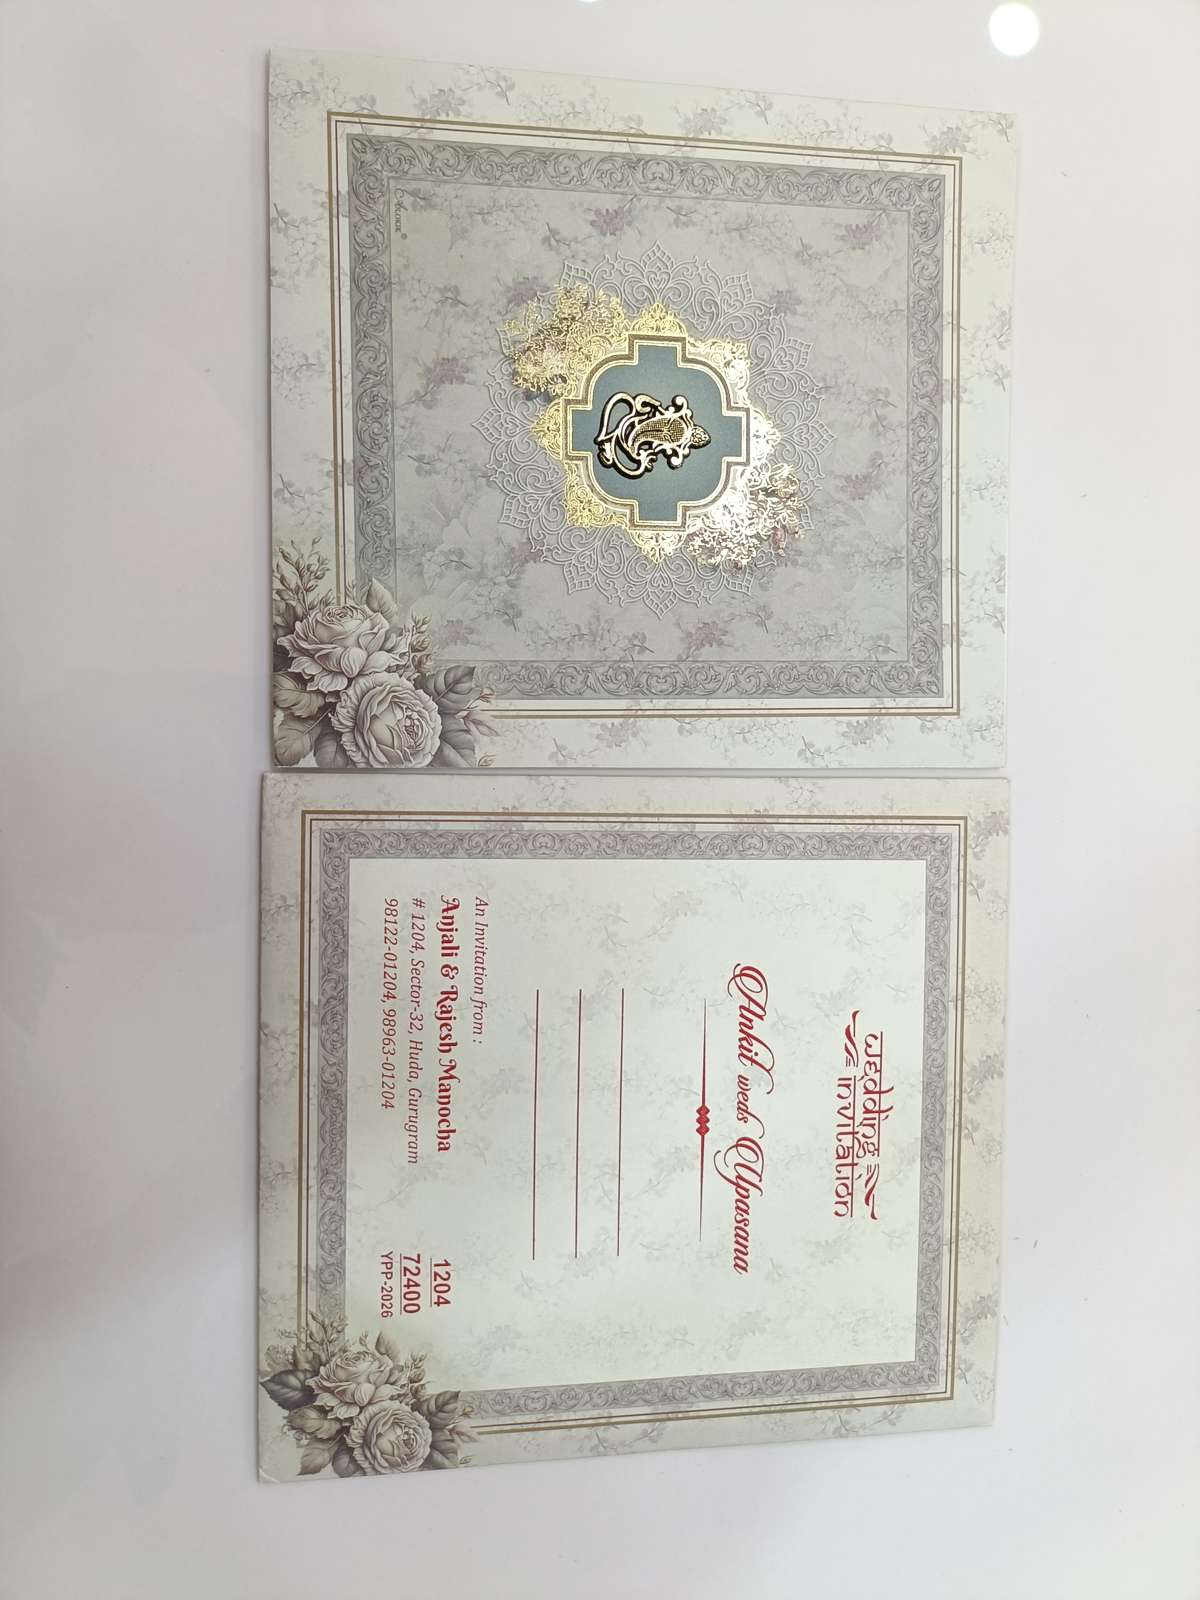 wedding
invitation
Ankit weds Upasana
An Invitation from :
Anjali & Rajesh Manocha
# 1204, Sector-32, Huda, Gurugram
98122-01204, 98963-01204
1204
72400
YPP-2026